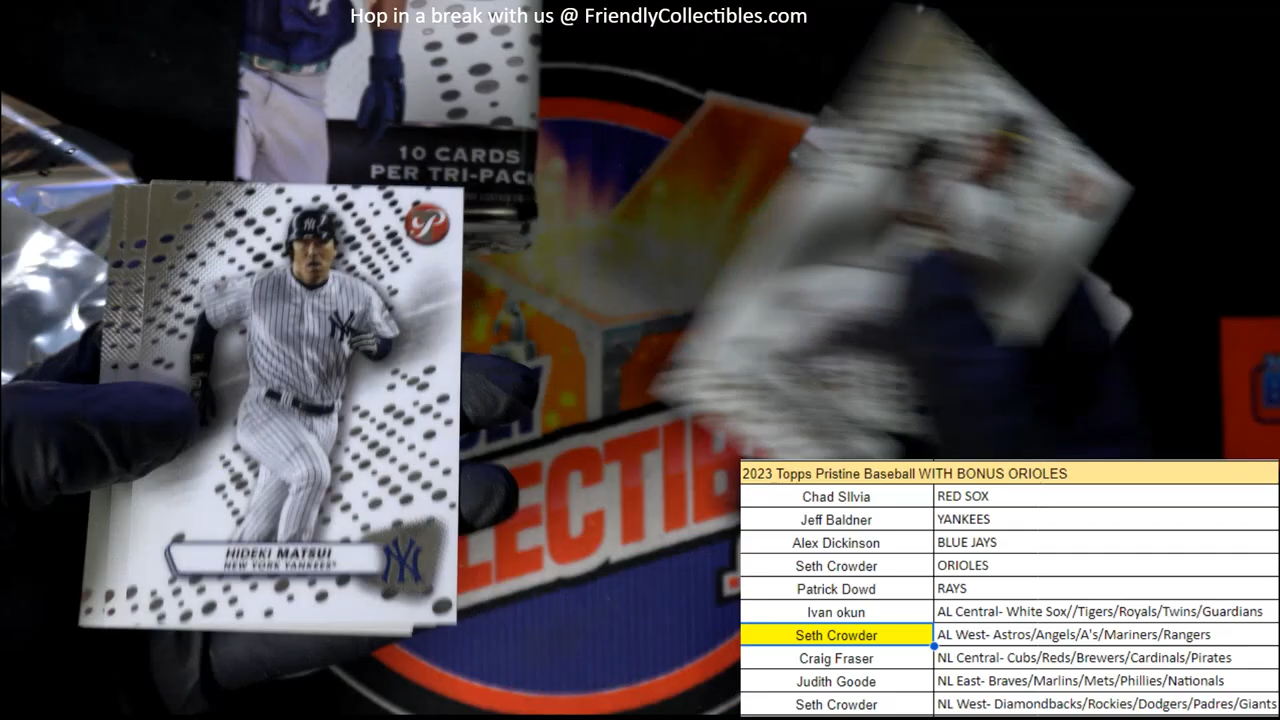 Hop in a break with us @ FriendlyCollectibles.com
10 CARDS
PER TRI-PACK
P
NY
HIDEKI MATSUI
NEW YORK YANKEES
NY
LECTIB
2023 Topps Pristine Baseball WITH BONUS ORIOLES
Chad SIlvia RED SOX
Jeff Baldner YANKEES
Alex Dickinson BLUE JAYS
Seth Crowder ORIOLES
Patrick Dowd RAYS
Ivan okun AL Central- White Sox//Tigers/Royals/Twins/Guardians
Seth Crowder AL West- Astros/Angels/A's/Mariners/Rangers
Craig Fraser NL Central- Cubs/Reds/Brewers/Cardinals/Pirates
Judith Goode NL East- Braves/Marlins/Mets/Phillies/Nationals
Seth Crowder NL West- Diamondbacks/Rockies/Dodgers/Padres/Giants